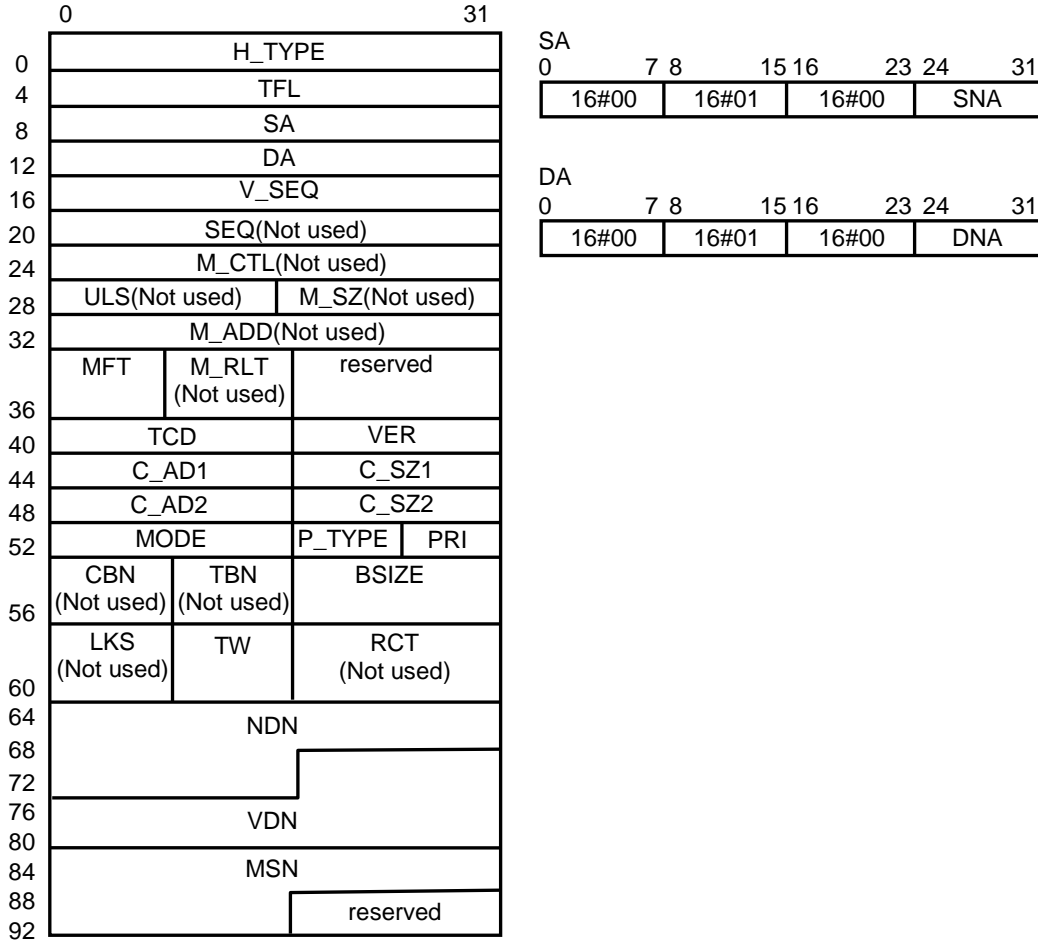 0 31
0 H_TYPE
4 TFL
8 SA
12 DA
16 V_SEQ
20 SEQ(Not used)
24 M_CTL(Not used)
28 ULS(Not used) M_SZ(Not used)
32 M_ADD(Not used)
MFT M_RLT reserved
(Not used)
36
40 TCD VER
44 C_AD1 C_SZ1
48 C_AD2 C_SZ2
52 MODE P_TYPE PRI
CBN TBN BSIZE
(Not used) (Not used)
56
LKS TW RCT
(Not used) (Not used)
60
64
NDN
68
72
76
VDN
80
84 MSN
88
reserved
92
SA
0 7 8 15 16 23 24 31
16#00 16#01 16#00 SNA
DA
0 7 8 15 16 23 24 31
16#00 16#01 16#00 DNA